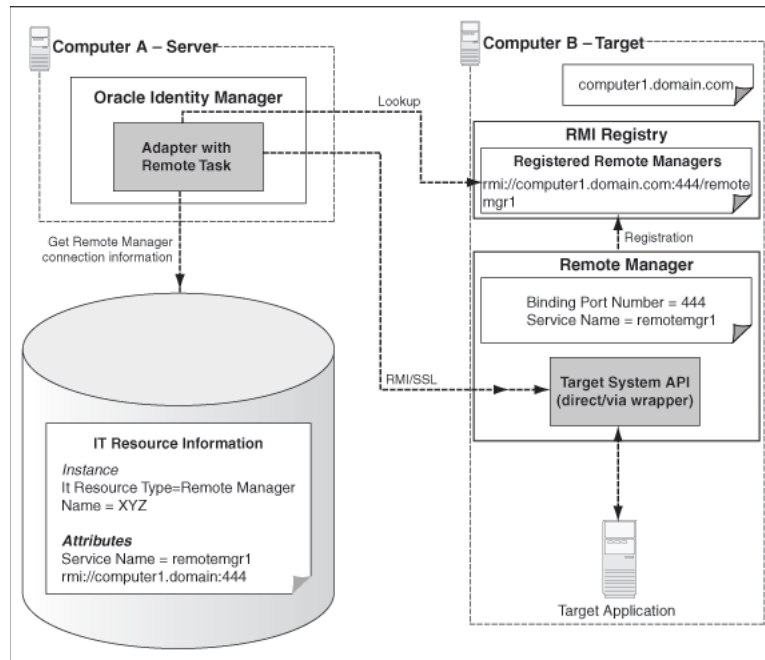 Computer A – Server
Oracle Identity Manager
Adapter with
Remote Task
Get Remote Manager
connection information
IT Resource Information
Instance
It Resource Type=Remote Manager
Name = XYZ
Attributes
Service Name = remotemgr1
rmi://computer1.domain:444
Lookup
RMI/SSL
Computer B – Target
computer1.domain.com
RMI Registry
Registered Remote Managers
rmi://computer1.domain.com:444/remote
mgr1
Registration
Remote Manager
Binding Port Number = 444
Service Name = remotemgr1
Target System API
(direct/via wrapper)
Target Application